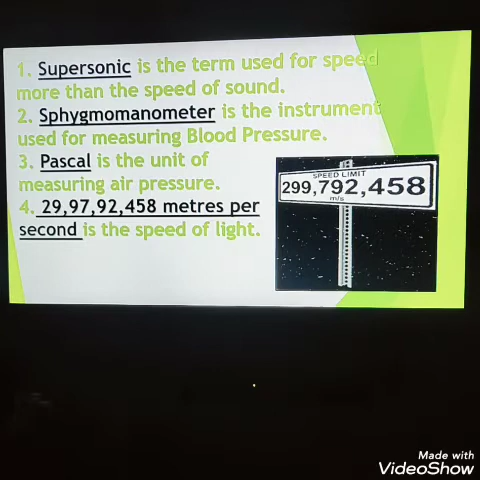 1. Supersonic is the term used for speed
more than the speed of sound.
2. Sphygmomanometer is the instrument
used for measuring Blood Pressure.
3. Pascal is the unit of
measuring air pressure.
4. 29,97,92,458 metres per
second is the speed of light.
SPEED LIMIT
299,792,458
m/s
Made with
VideoShow